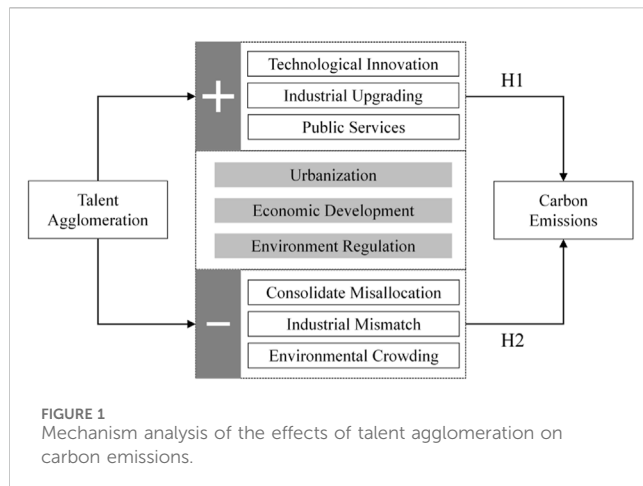 +
Technological Innovation
Industrial Upgrading
Public Services
H1
Urbanization
Economic Development
Environment Regulation
Talent
Agglomeration
Carbon
Emissions
−
Consolidate Misallocation
Industrial Mismatch
Environmental Crowding
H2
FIGURE 1
Mechanism analysis of the effects of talent agglomeration on
carbon emissions.